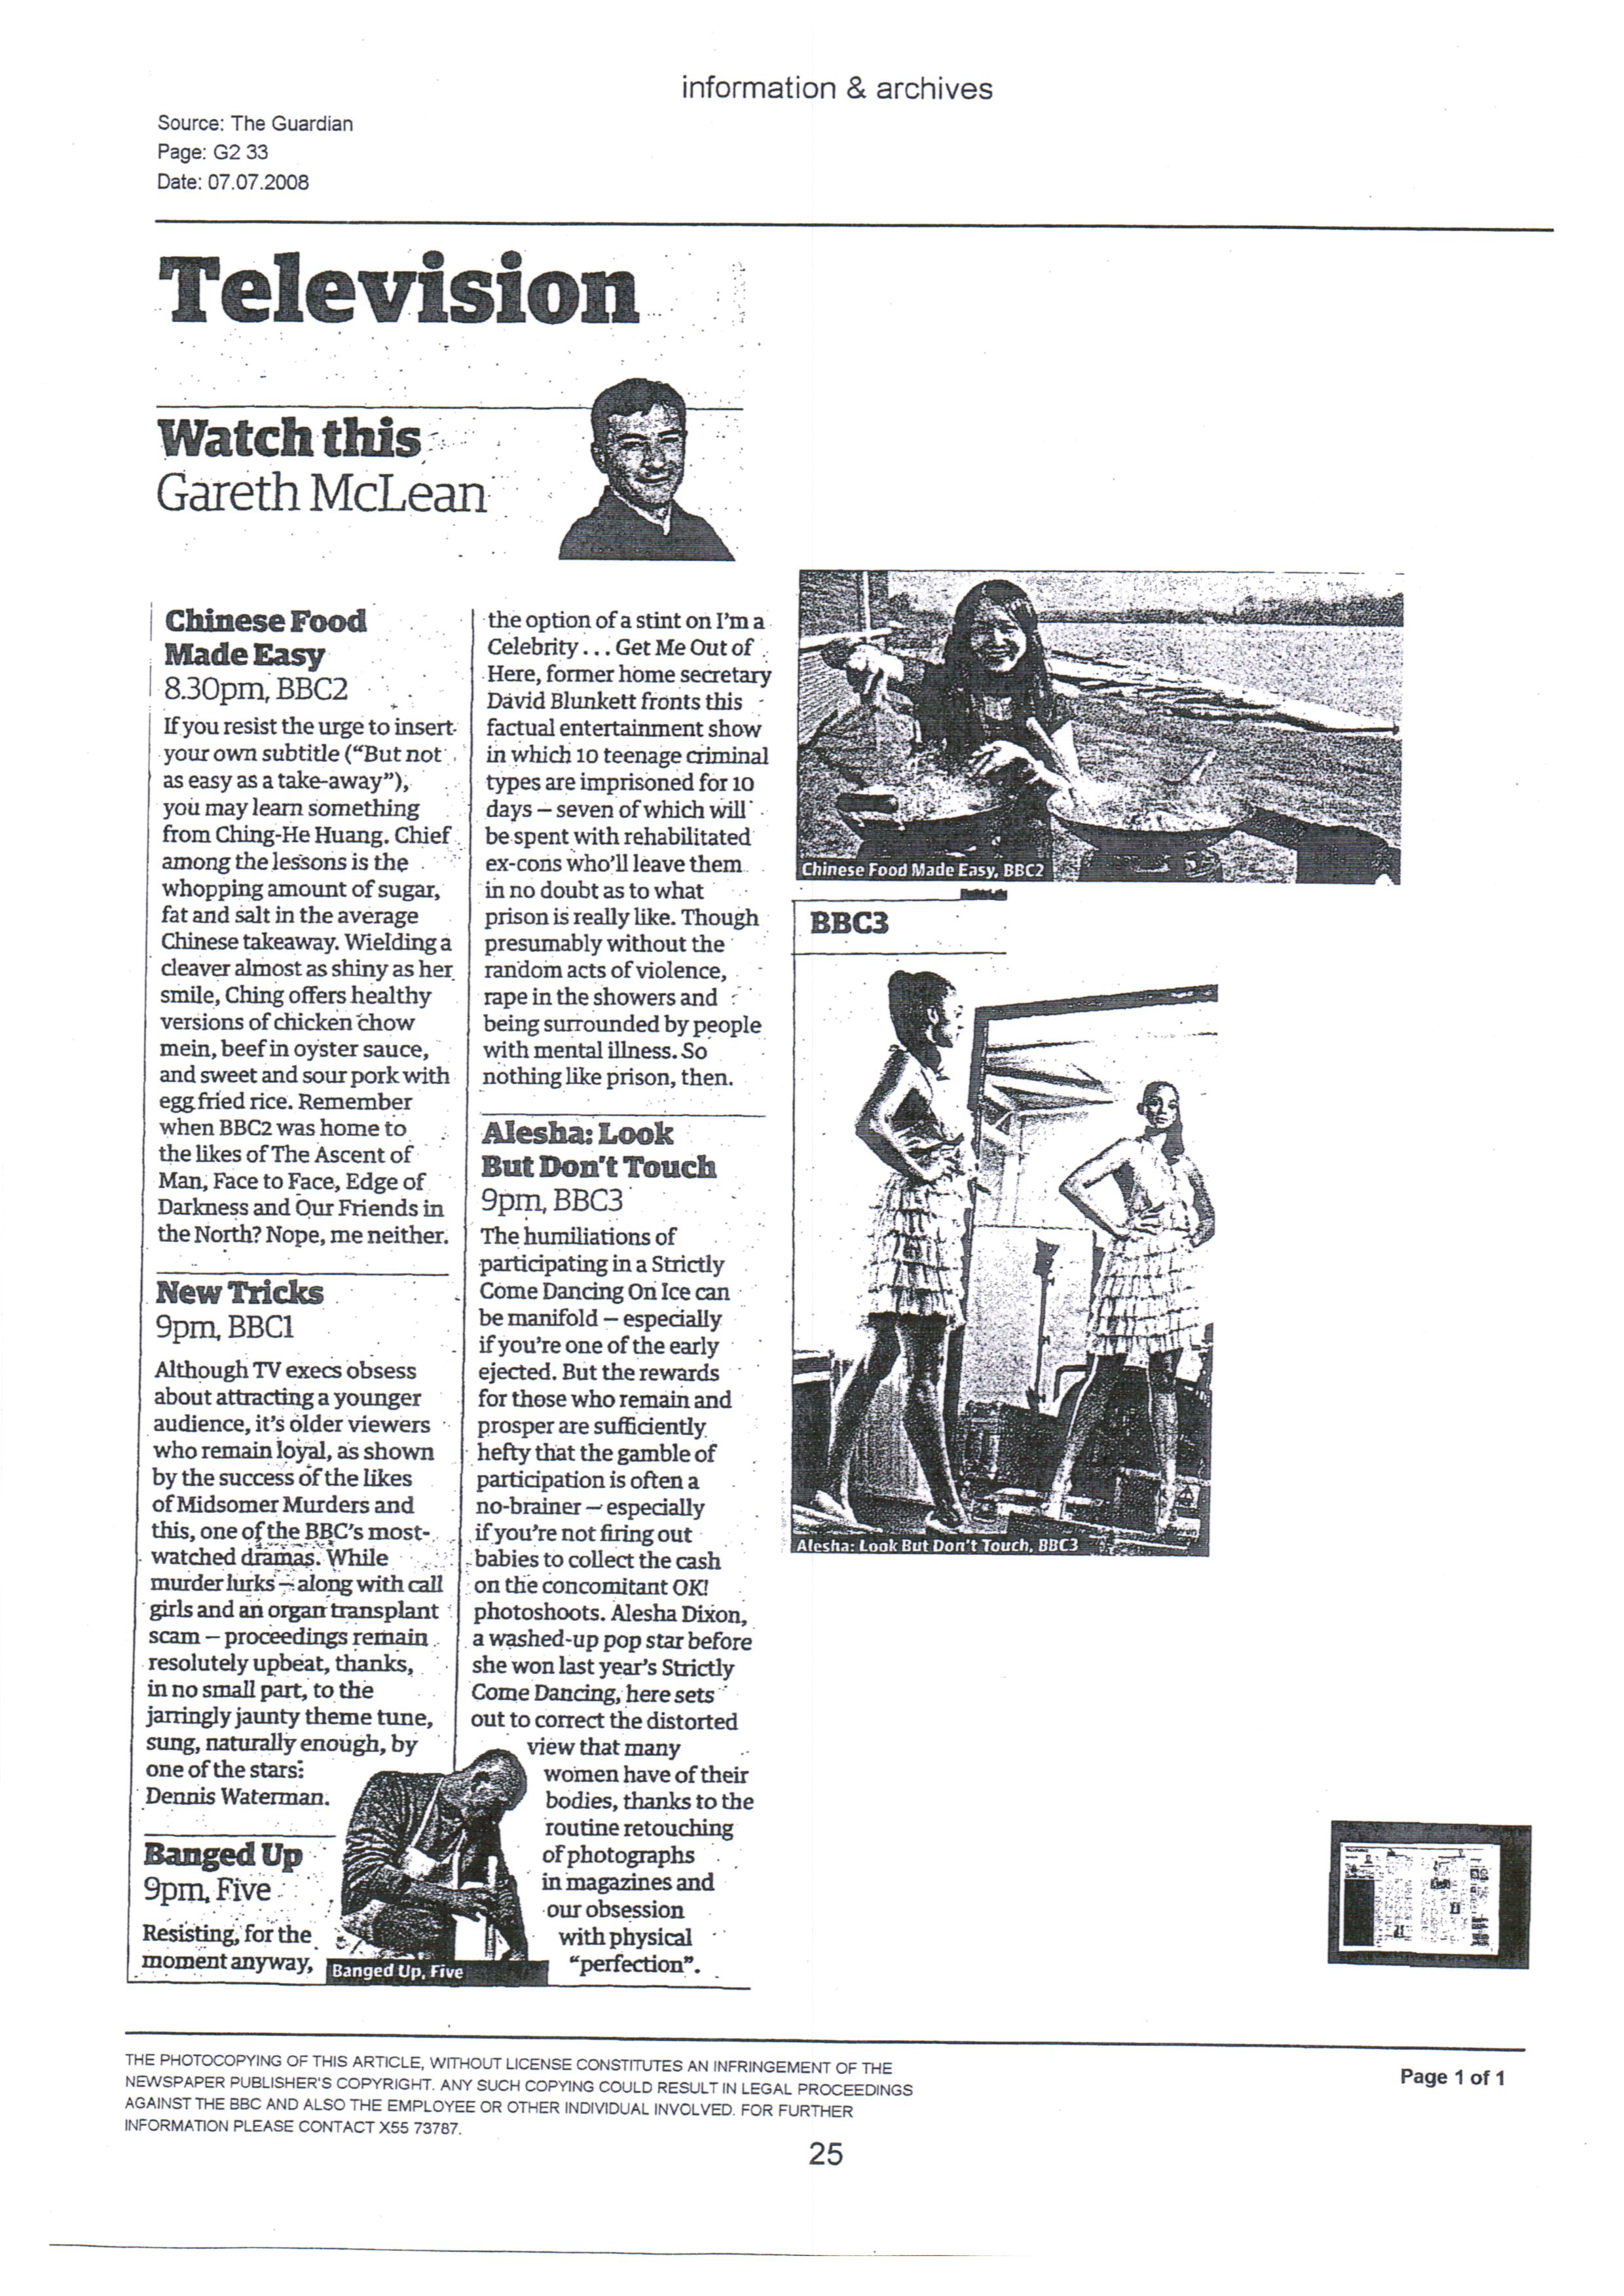 information & archives
Source: The Guardian
Page: G2 33
Date: 07.07.2008
Television
Watch this
Gareth McLean
Chinese Food
Made Easy
8.30pm, BBC2
If you resist the urge to insert
your own subtitle ("But not
as easy as a take-away"),
you may learn something
from Ching-He Huang. Chief
among the lessons is the
whopping amount of sugar,
fat and salt in the average
Chinese takeaway. Wielding a
cleaver almost as shiny as her
smile, Ching offers healthy
versions of chicken chow
mein, beef in oyster sauce,
and sweet and sour pork with
egg fried rice. Remember
when BBC2 was home to
the likes of The Ascent of
Man, Face to Face, Edge of
Darkness and Our Friends in
the North? Nope, me neither.
New Tricks
9pm, BBC1
Although TV execs obsess
about attracting a younger
audience, it's older viewers
who remain loyal, as shown
by the success of the likes
of Midsomer Murders and
this, one of the BBC's most-
watched dramas. While
murder lurks – along with call
girls and an organ transplant
scam – proceedings remain
resolutely upbeat, thanks,
in no small part, to the
jarringly jaunty theme tune,
sung, naturally enough, by
one of the stars:
Dennis Waterman.
Banged Up
9pm, Five
Resisting, for the
moment anyway,
Banged Up, Five
the option of a stint on I'm a
Celebrity . . . Get Me Out of
Here, former home secretary
David Blunkett fronts this
factual entertainment show
in which 10 teenage criminal
types are imprisoned for 10
days – seven of which will
be spent with rehabilitated
ex-cons who'll leave them
in no doubt as to what
prison is really like. Though
presumably without the
random acts of violence,
rape in the showers and
being surrounded by people
with mental illness. So
nothing like prison, then.
Alesha: Look
But Don't Touch
9pm, BBC3
The humiliations of
participating in a Strictly
Come Dancing On Ice can
be manifold – especially
if you're one of the early
ejected. But the rewards
for those who remain and
prosper are sufficiently
hefty that the gamble of
participation is often a
no-brainer – especially
if you're not firing out
babies to collect the cash
on the concomitant OK!
photoshoots. Alesha Dixon,
a washed-up pop star before
she won last year's Strictly
Come Dancing, here sets
out to correct the distorted
view that many
women have of their
bodies, thanks to the
routine retouching
of photographs
in magazines and
our obsession
with physical
"perfection".
Chinese Food Made Easy, BBC2
BBC3
Alesha: Look But Don't Touch, BBC3
THE PHOTOCOPYING OF THIS ARTICLE, WITHOUT LICENSE CONSTITUTES AN INFRINGEMENT OF THE
NEWSPAPER PUBLISHER'S COPYRIGHT. ANY SUCH COPYING COULD RESULT IN LEGAL PROCEEDINGS
AGAINST THE BBC AND ALSO THE EMPLOYEE OR OTHER INDIVIDUAL INVOLVED. FOR FURTHER
INFORMATION PLEASE CONTACT X55 73787.
Page 1 of 1
25